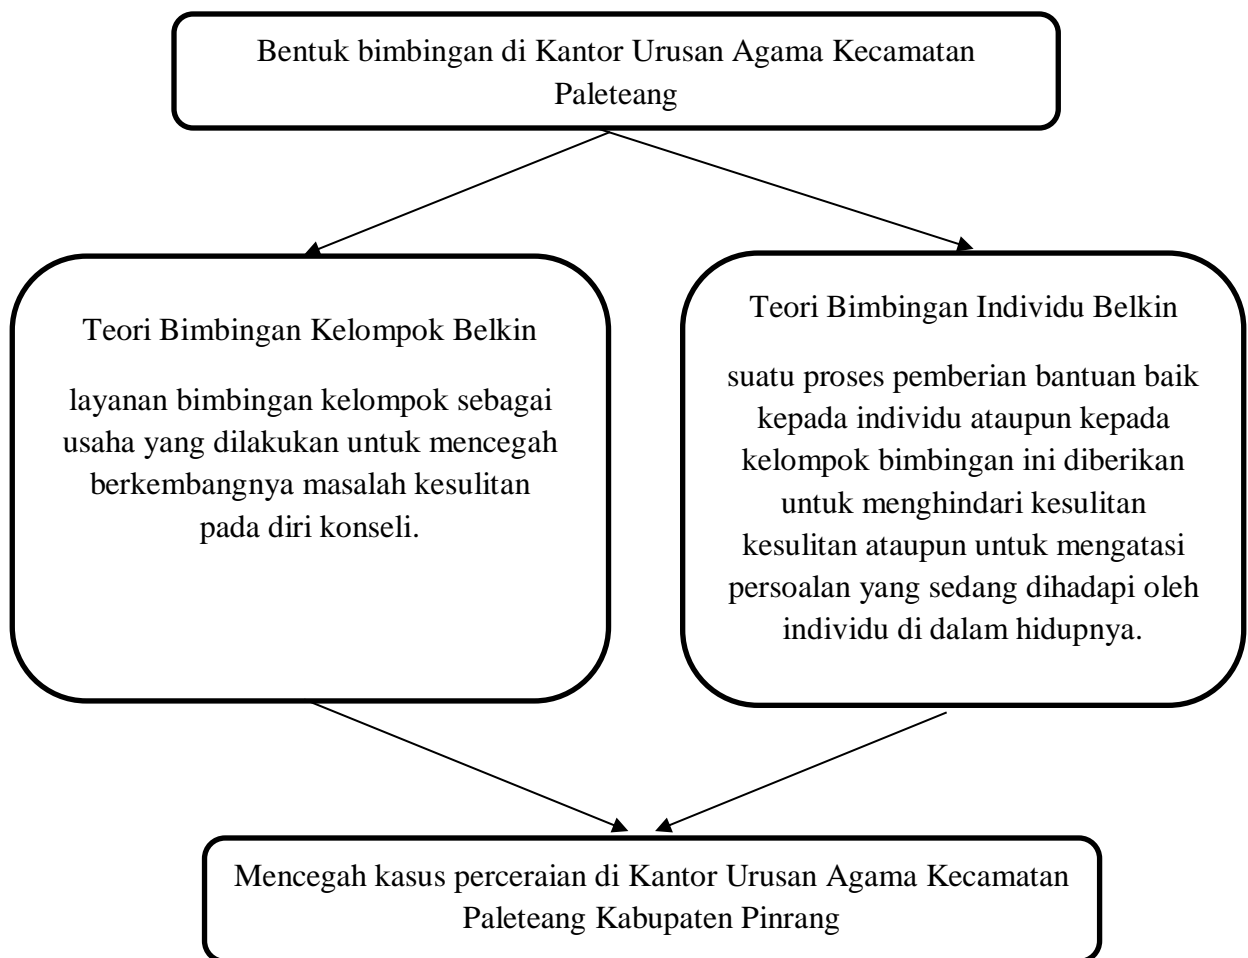 Bentuk bimbingan di Kantor Urusan Agama Kecamatan
Paleteang
Teori Bimbingan Kelompok Belkin
layanan bimbingan kelompok sebagai
usaha yang dilakukan untuk mencegah
berkembangnya masalah kesulitan
pada diri konseli.
Teori Bimbingan Individu Belkin
suatu proses pemberian bantuan baik
kepada individu ataupun kepada
kelompok bimbingan ini diberikan
untuk menghindari kesulitan
kesulitan ataupun untuk mengatasi
persoalan yang sedang dihadapi oleh
individu di dalam hidupnya.
Mencegah kasus perceraian di Kantor Urusan Agama Kecamatan
Paleteang Kabupaten Pinrang